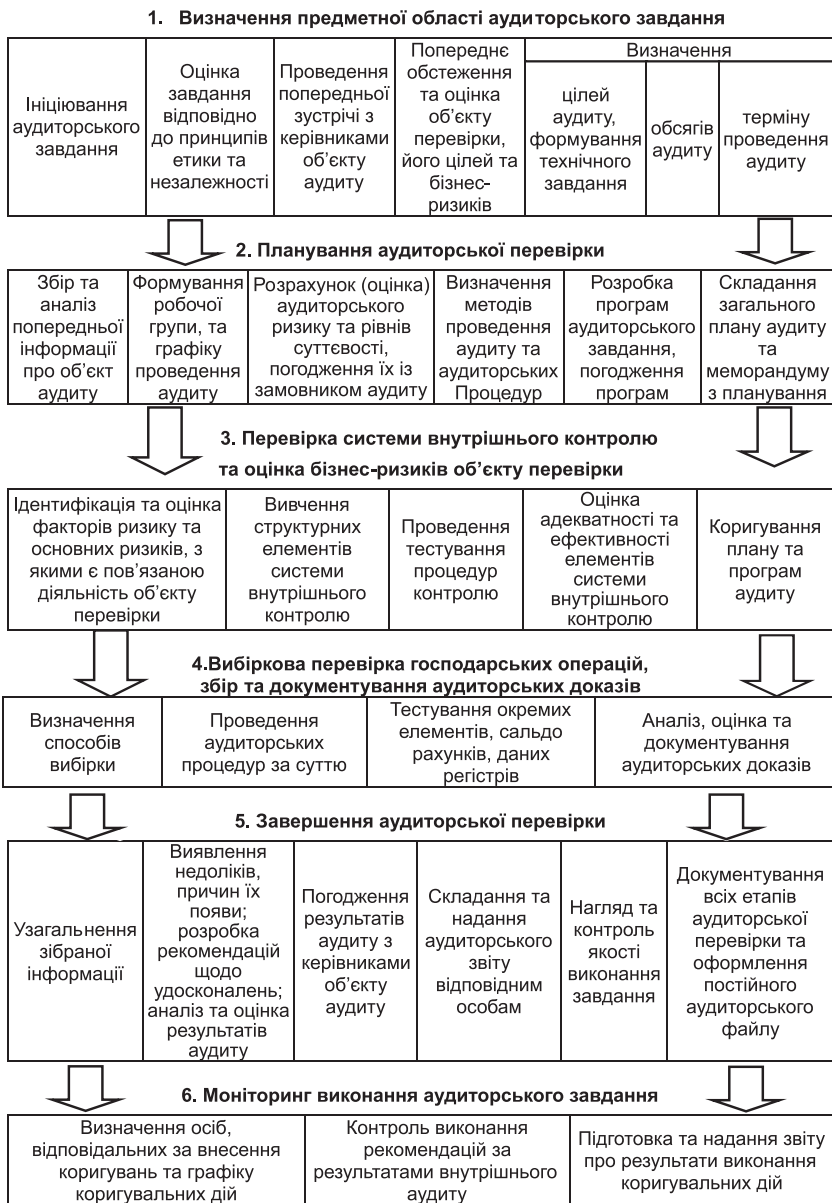 1. Визначення предметної області аудиторського завдання
Ініціювання
аудиторського
завдання
Оцінка
завдання
відповідно
до принципів
етики та
незалежності
Проведення
попередньої
зустрічі з
керівниками
об’єкту
аудиту
Попереднє
обстеження
та оцінка
об’єкту
перевірки,
його цілей та
бізнес-
ризиків
Визначення
цілей
аудиту,
формування
технічного
завдання
обсягів
аудиту
терміну
проведення
аудиту
2. Планування аудиторської перевірки
Збір та
аналіз
попередньої
інформації
про об’єкт
аудиту
Формування
робочої
групи, та
графіку
проведення
аудиту
Розрахунок (оцінка)
аудиторського
ризику та рівнів
суттєвості,
погодження їх із
замовником аудиту
Визначення
методів
проведення
аудиту та
аудиторських
Процедур
Розробка
програм
аудиторського
завдання,
погодження
програм
Складання
загального
плану аудиту
та
меморандуму
з планування
3. Перевірка системи внутрішнього контролю
та оцінка бізнес-ризиків об’єкту перевірки
Ідентифікація та оцінка
факторів ризику та
основних ризиків, з
якими є пов’язаною
діяльність об’єкту
перевірки
Вивчення
структурних
елементів
системи
внутрішнього
контролю
Проведення
тестування
процедур
контролю
Оцінка
адекватності та
ефективності
елементів
системи
внутрішнього
контролю
Коригування
плану та
програм
аудиту
4.Вибіркова перевірка господарських операцій,
збір та документування аудиторських доказів
Визначення
способів
вибірки
Проведення
аудиторських
процедур за суттю
Тестування окремих
елементів, сальдо
рахунків, даних
регістрів
Аналіз, оцінка та
документування
аудиторських доказів
5. Завершення аудиторської перевірки
Узагальнення
зібраної
інформації
Виявлення
недоліків,
причин їх
появи;
розробка
рекомендацій
щодо
удосконалень;
аналіз та оцінка
результатів
аудиту
Погодження
результатів
аудиту з
керівниками
об’єкту
аудиту
Складання та
надання
аудиторського
звіту
відповідним
особам
Нагляд та
контроль
якості
виконання
завдання
Документування
всіх етапів
аудиторської
перевірки та
оформлення
постійного
аудиторського
файлу
6. Моніторинг виконання аудиторського завдання
Визначення осіб,
відповідальних за внесення
коригувань та графіку
коригувальних дій
Контроль виконання
рекомендацій за
результатами внутрішнього
аудиту
Підготовка та надання звіту
про результати виконання
коригувальних дій